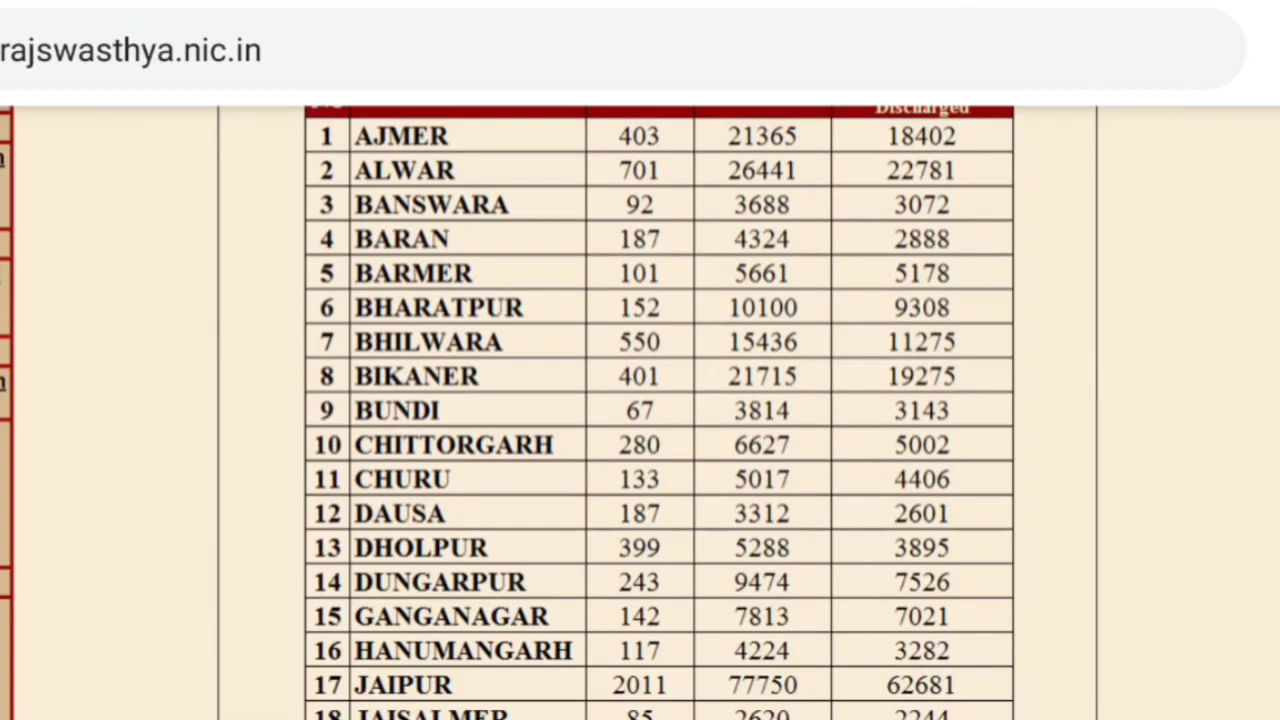 rajswasthya.nic.in
Discharged
1 AJMER 403 21365 18402
2 ALWAR 701 26441 22781
3 BANSWARA 92 3688 3072
4 BARAN 187 4324 2888
5 BARMER 101 5661 5178
6 BHARATPUR 152 10100 9308
7 BHILWARA 550 15436 11275
8 BIKANER 401 21715 19275
9 BUNDI 67 3814 3143
10 CHITTORGARH 280 6627 5002
11 CHURU 133 5017 4406
12 DAUSA 187 3312 2601
13 DHOLPUR 399 5288 3895
14 DUNGARPUR 243 9474 7526
15 GANGANAGAR 142 7813 7021
16 HANUMANGARH 117 4224 3282
17 JAIPUR 2011 77750 62681
18 JAISALMER 85 2620 2244